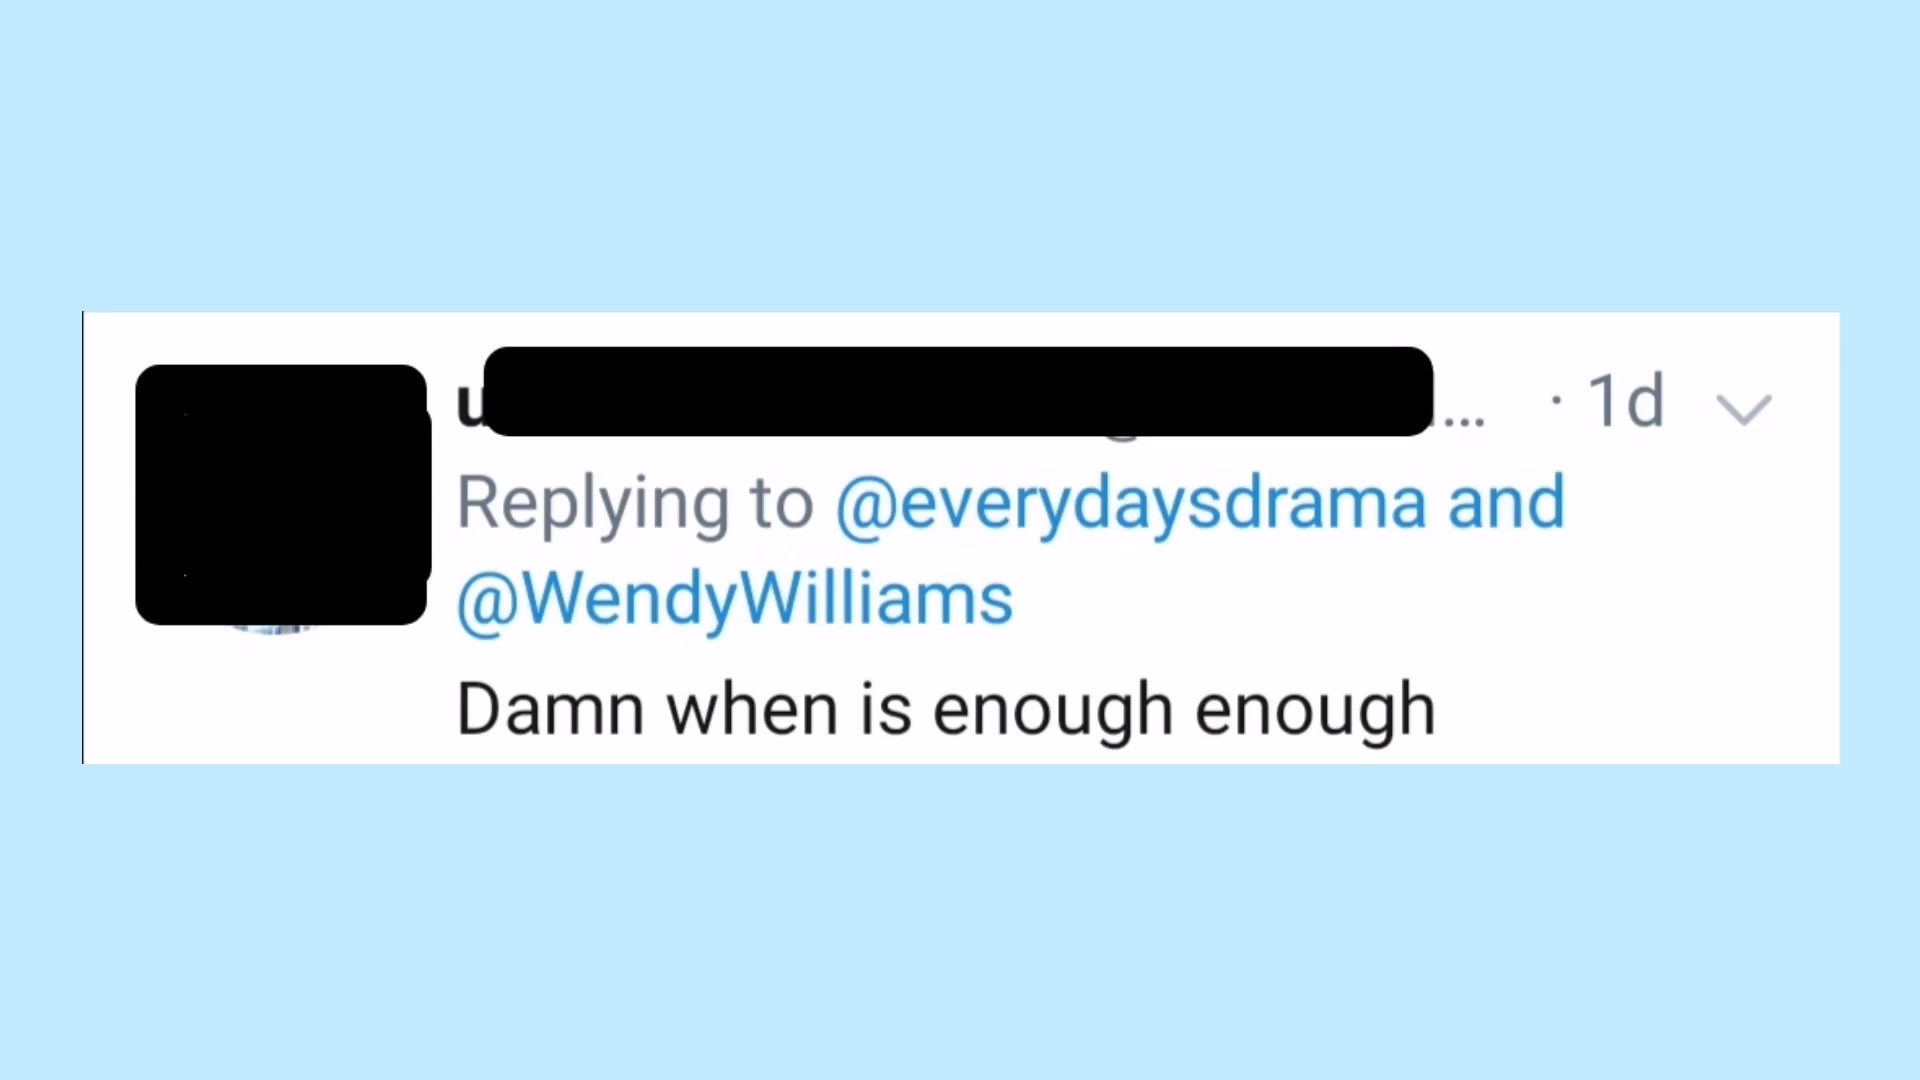 u... · 1d
Replying to @everydaysdrama and
@WendyWilliams
Damn when is enough enough